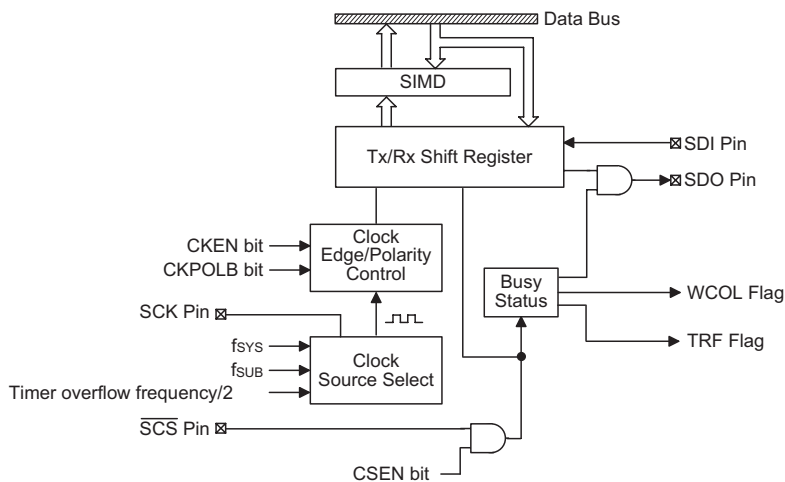 Data Bus
SIMD
Tx/Rx Shift Register
SDI Pin
SDO Pin
CKEN bit
CKPOLB bit
Clock
Edge/Polarity
Control
Busy
Status
WCOL Flag
TRF Flag
SCK Pin
fSYS
fSUB
Timer overflow frequency/2
Clock
Source Select
SCS Pin
CSEN bit